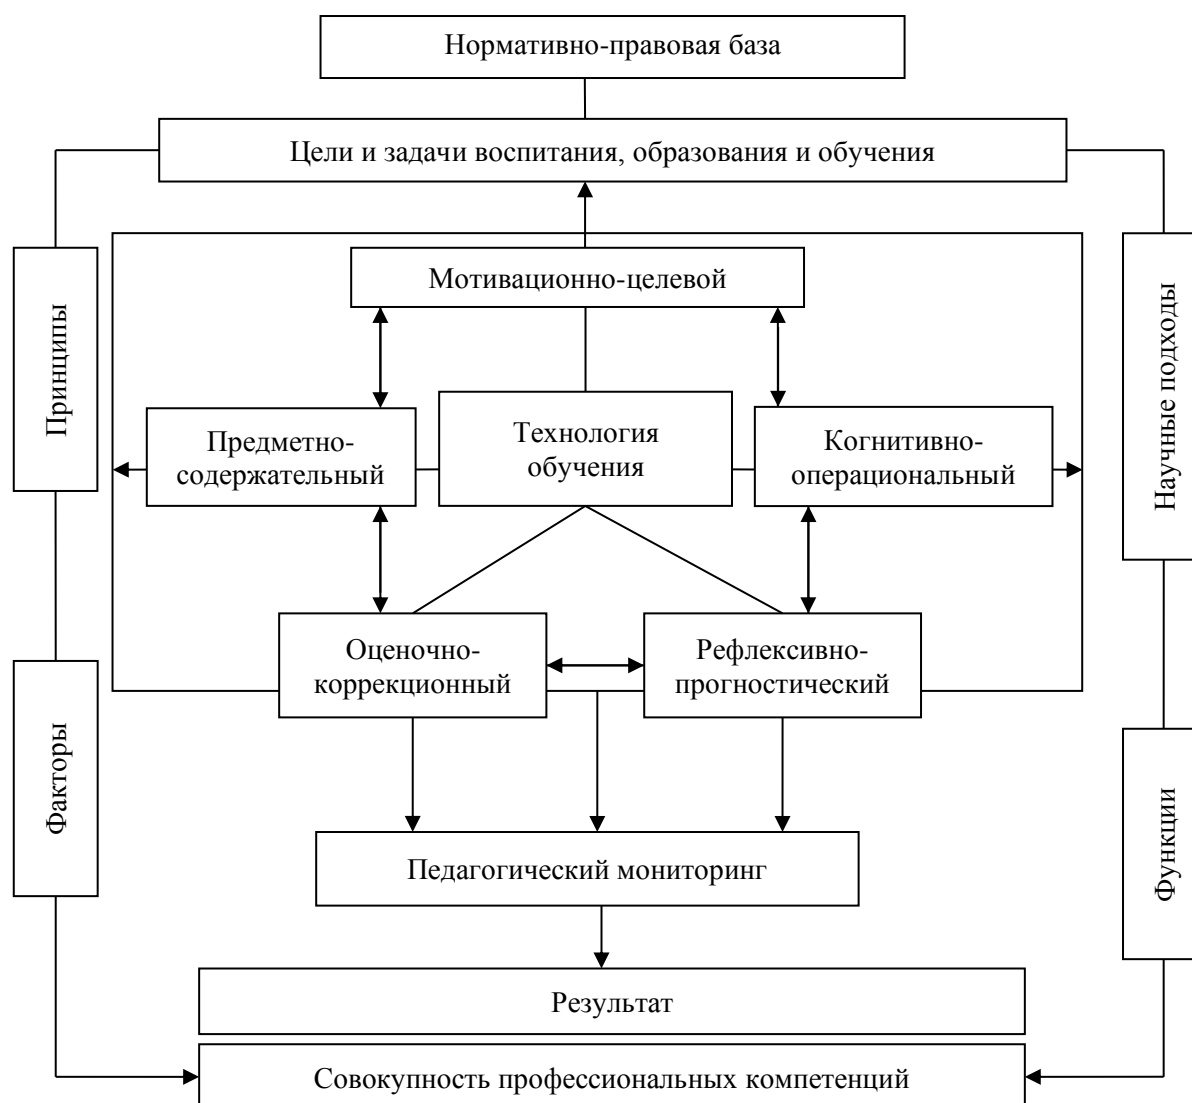 Нормативно-правовая база
Цели и задачи воспитания, образования и обучения
Принципы
Научные подходы
Мотивационно-целевой
Предметно-
содержательный
Технология
обучения
Когнитивно-
операциональный
Оценочно-
коррекционный
Рефлексивно-
прогностический
Факторы
Функции
Педагогический мониторинг
Результат
Совокупность профессиональных компетенций